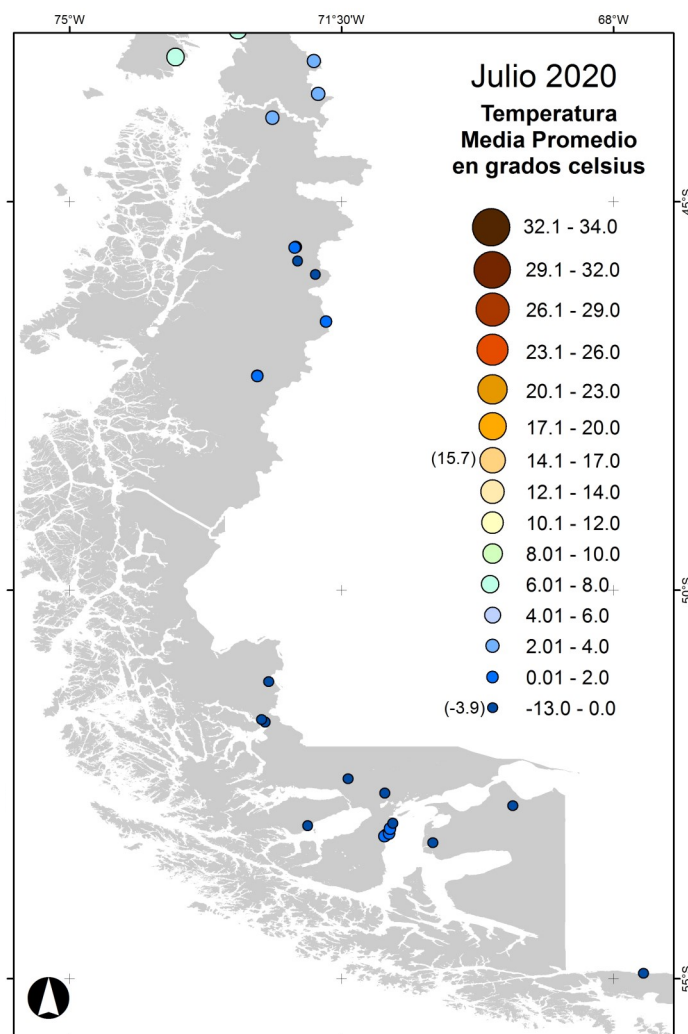 75°W
71°30'W
68°W
Julio 2020
Temperatura
Media Promedio
en grados celsius
45°S
32.1 - 34.0
29.1 - 32.0
26.1 - 29.0
23.1 - 26.0
20.1 - 23.0
17.1 - 20.0
(15.7) 14.1 - 17.0
12.1 - 14.0
10.1 - 12.0
8.01 - 10.0
6.01 - 8.0
50°S
4.01 - 6.0
2.01 - 4.0
0.01 - 2.0
(-3.9) -13.0 - 0.0
55°S